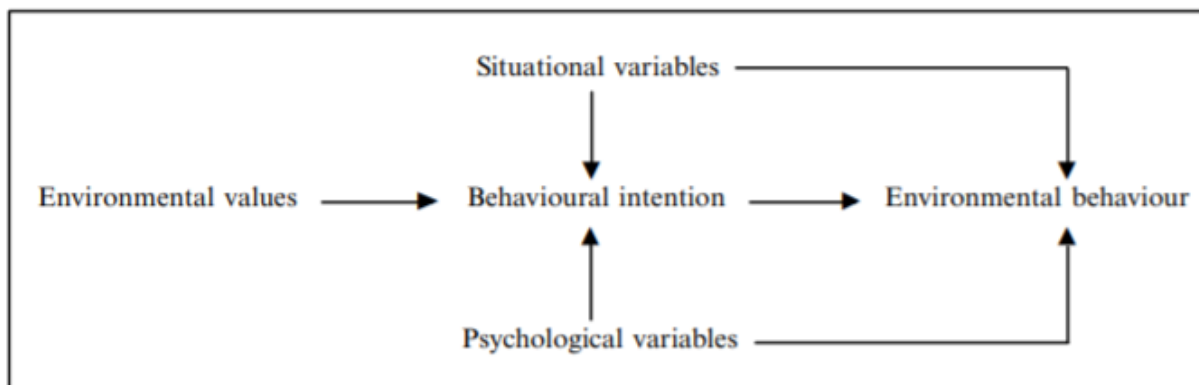 Situational variables
Environmental values
Behavioural intention
Environmental behaviour
Psychological variables